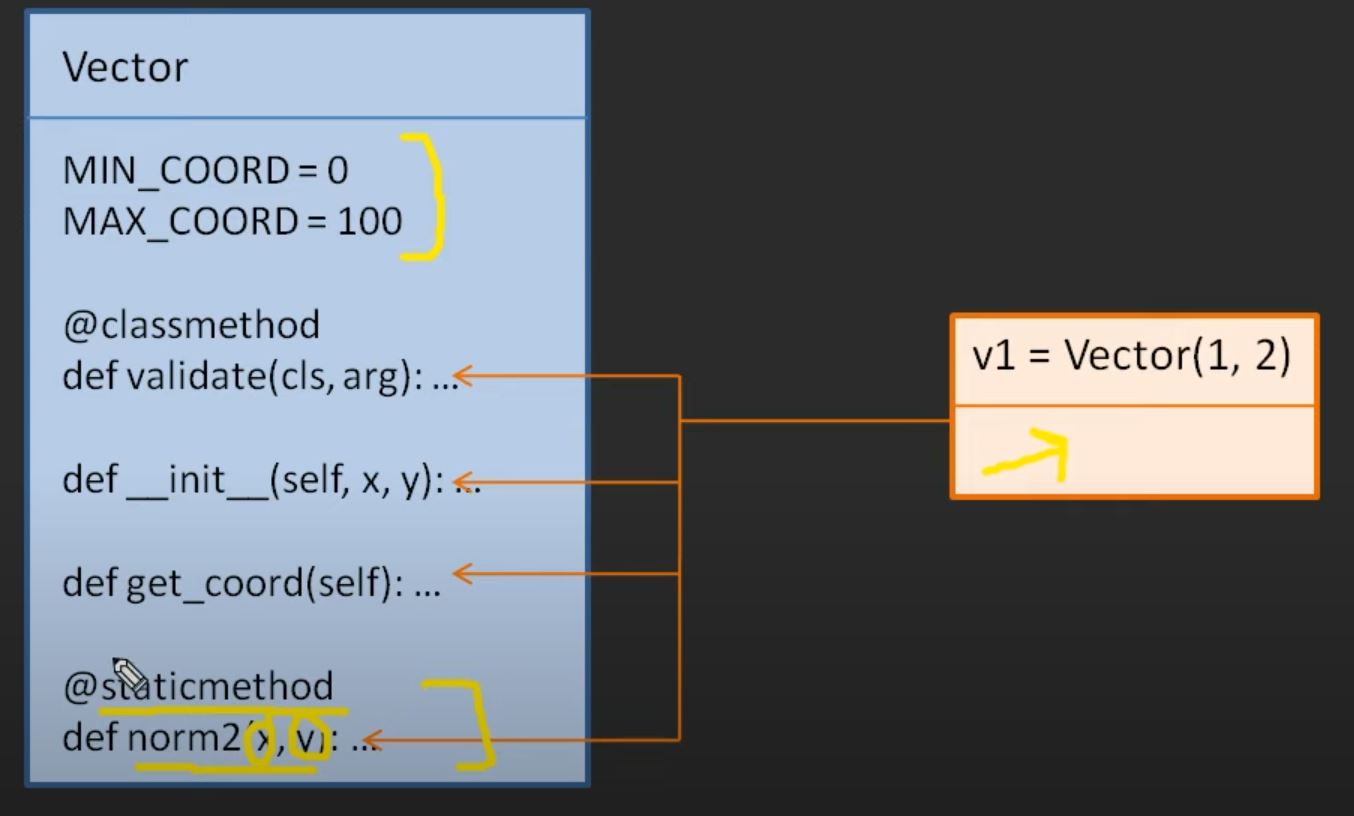 Vector
MIN_COORD = 0
MAX_COORD = 100
@classmethod
def validate(cls, arg): ...
def __init__(self, x, y): ...
def get_coord(self): ...
@staticmethod
def norm2(x, y): ...
v1 = Vector(1, 2)